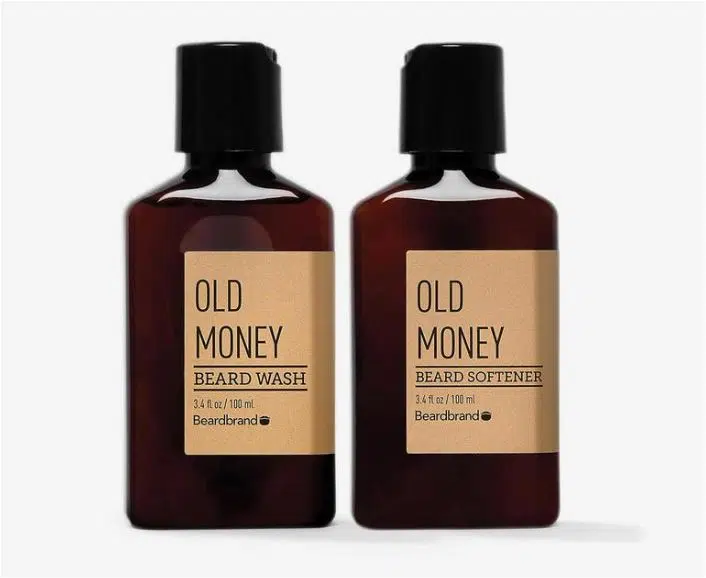 OLD
MONEY
BEARD WASH
3.4 fl oz / 100 ml
Beardbrand
OLD
MONEY
BEARD SOFTENER
3.4 fl oz / 100 ml
Beardbrand